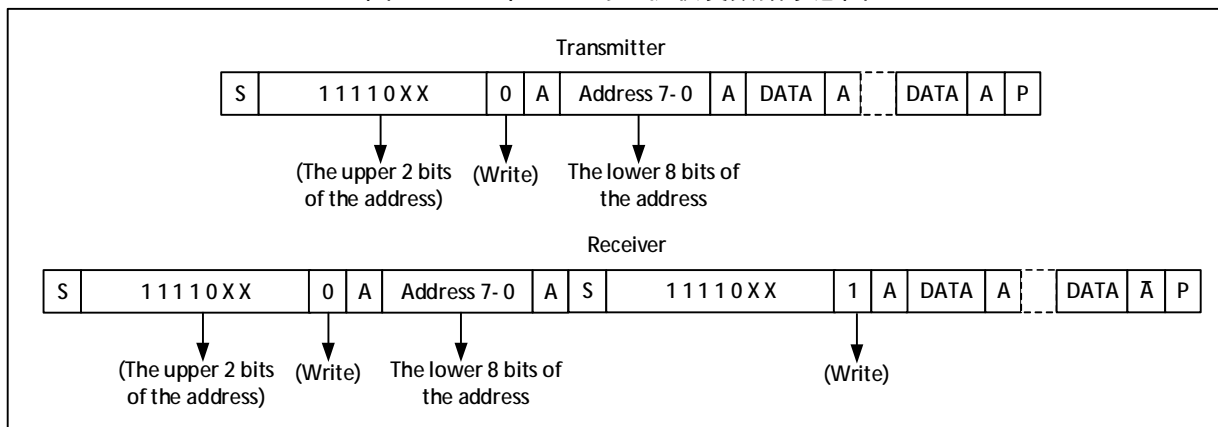 Transmitter
S 11110XX 0 A Address 7-0 A DATA A DATA A P
(The upper 2 bits of the address) (Write) The lower 8 bits of the address
Receiver
S 11110XX 0 A Address 7-0 A S 11110XX 1 A DATA A DATA A̅ P
(The upper 2 bits of the address) (Write) The lower 8 bits of the address (Write)